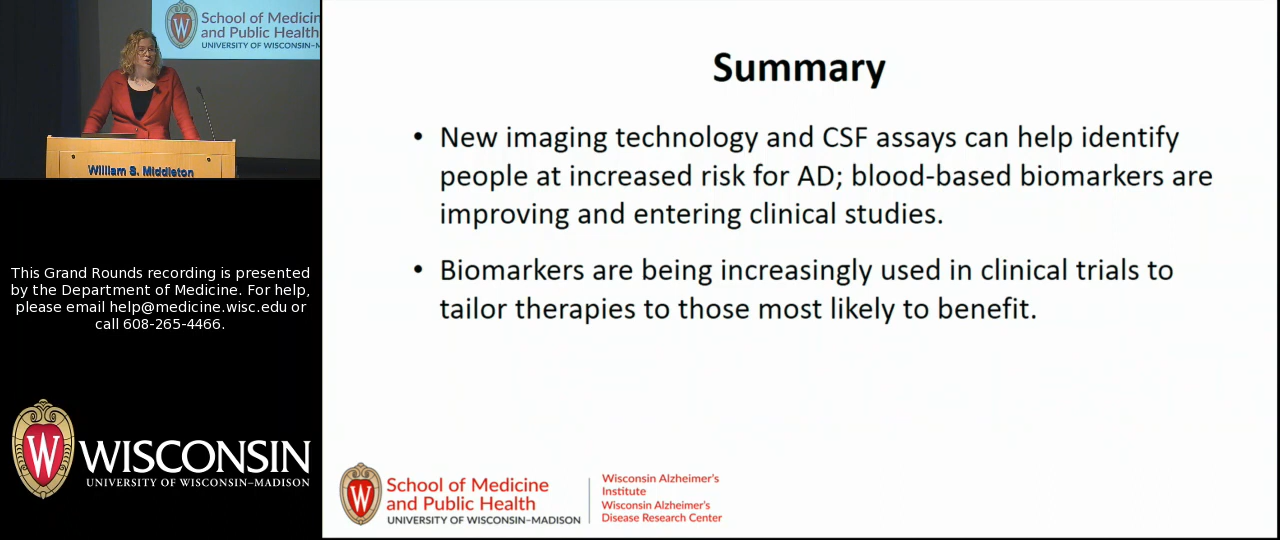 School of Medicin
and Public Health
UNIVERSITY OF WISCONSIN–M
William S. Middleton
This Grand Rounds recording is presented
by the Department of Medicine. For help,
please email help@medicine.wisc.edu or
call 608-265-4466.
W
WISCONSIN
UNIVERSITY OF WISCONSIN–MADISON
Summary
• New imaging technology and CSF assays can help identify
people at increased risk for AD; blood-based biomarkers are
improving and entering clinical studies.
• Biomarkers are being increasingly used in clinical trials to
tailor therapies to those most likely to benefit.
W
School of Medicine
and Public Health
UNIVERSITY OF WISCONSIN–MADISON
Wisconsin Alzheimer's
Institute
Wisconsin Alzheimer's
Disease Research Center